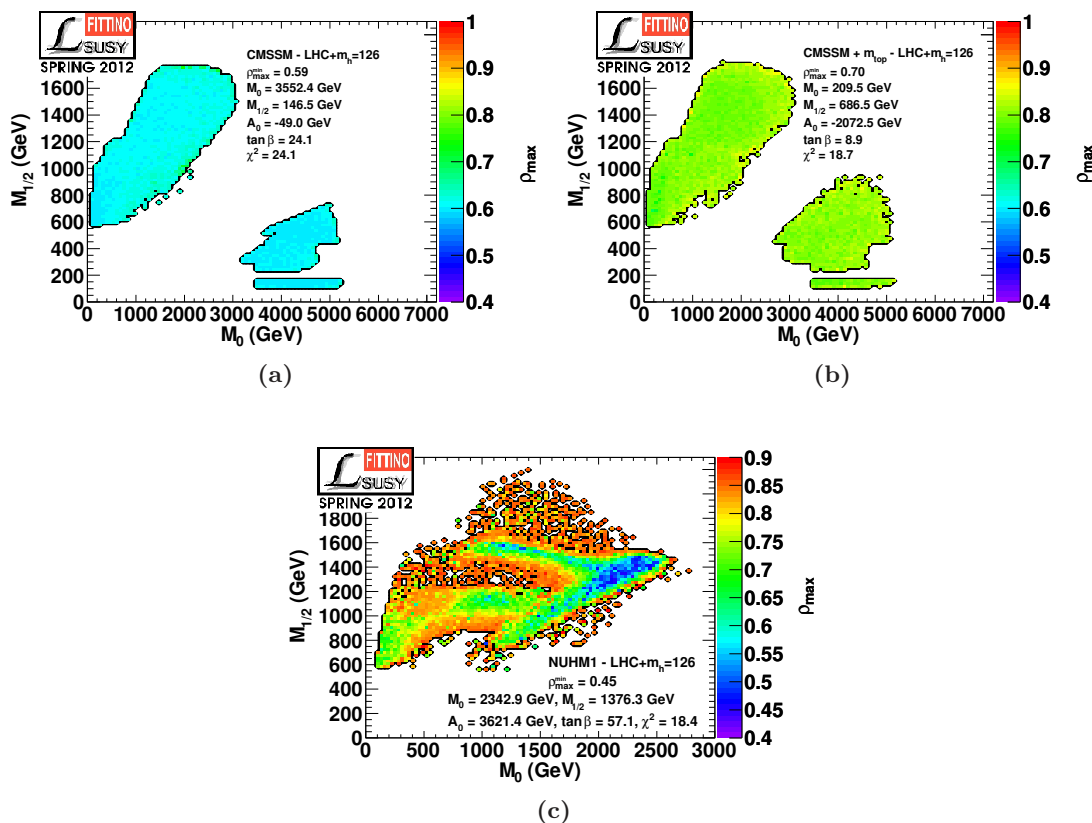 FITTINO
SUSY
SPRING 2012
CMSSM - LHC+m_h=126
ρ_max^min = 0.59
M_0 = 3552.4 GeV
M_1/2 = 146.5 GeV
A_0 = -49.0 GeV
tan β = 24.1
χ² = 24.1
M_1/2 (GeV)
1600
1400
1200
1000
800
600
400
200
0
0 1000 2000 3000 4000 5000 6000 7000
M_0 (GeV)
1
0.9
0.8
0.7
0.6
0.5
0.4
ρ_max
(a)
FITTINO
SUSY
SPRING 2012
CMSSM + m_top - LHC+m_h=126
ρ_max^min = 0.70
M_0 = 209.5 GeV
M_1/2 = 686.5 GeV
A_0 = -2072.5 GeV
tan β = 8.9
χ² = 18.7
M_1/2 (GeV)
1600
1400
1200
1000
800
600
400
200
0
0 1000 2000 3000 4000 5000 6000 7000
M_0 (GeV)
1
0.9
0.8
0.7
0.6
0.5
0.4
ρ_max
(b)
FITTINO
SUSY
SPRING 2012
M_1/2 (GeV)
1800
1600
1400
1200
1000
800
600
400
200
0
NUHM1 - LHC+m_h=126
ρ_max^min = 0.45
M_0 = 2342.9 GeV, M_1/2 = 1376.3 GeV
A_0 = 3621.4 GeV, tan β = 57.1, χ² = 18.4
0 500 1000 1500 2000 2500 3000
M_0 (GeV)
0.9
0.85
0.8
0.75
0.7
0.65
0.6
0.55
0.5
0.45
0.4
ρ_max
(c)